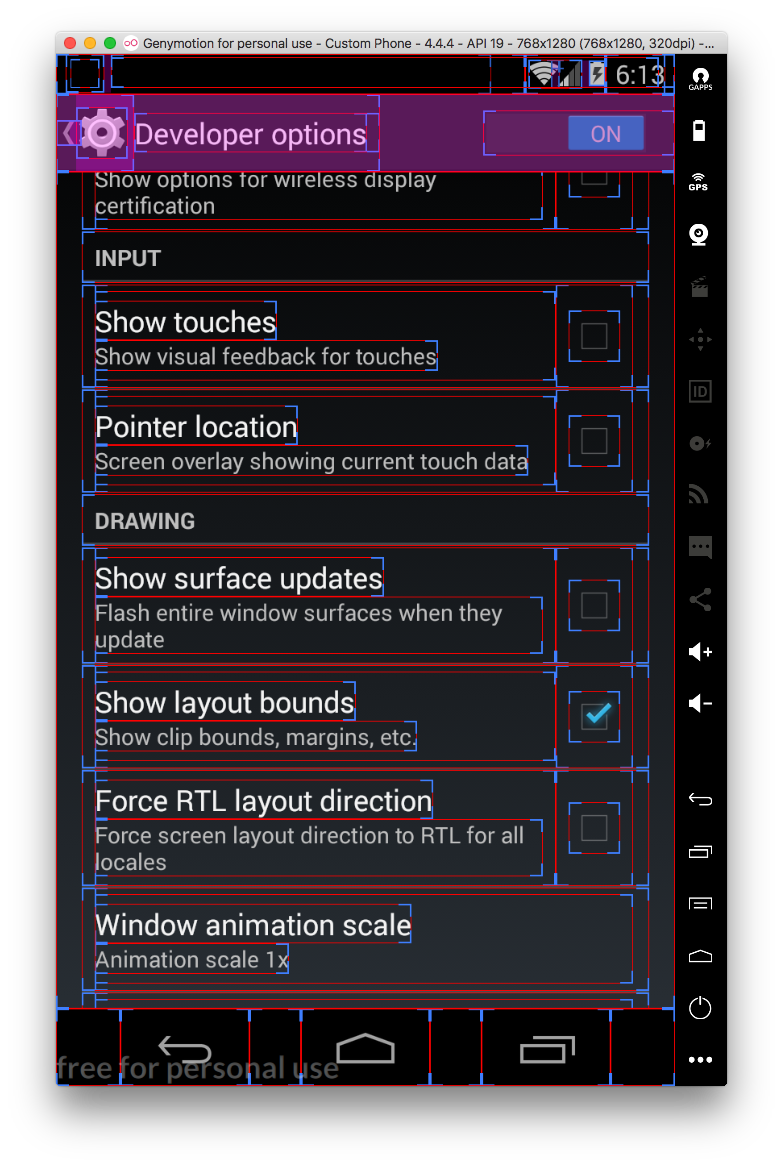 Genymotion for personal use - Custom Phone - 4.4.4 - API 19 - 768x1280 (768x1280, 320dpi) -...
6:13
GAPPS
Developer options
ON
GPS
Show options for wireless display
certification
INPUT
Show touches
Show visual feedback for touches
ID
Pointer location
Screen overlay showing current touch data
DRAWING
Show surface updates
Flash entire window surfaces when they
update
Show layout bounds
Show clip bounds, margins, etc.
Force RTL layout direction
Force screen layout direction to RTL for all
locales
Window animation scale
Animation scale 1x
free for personal use